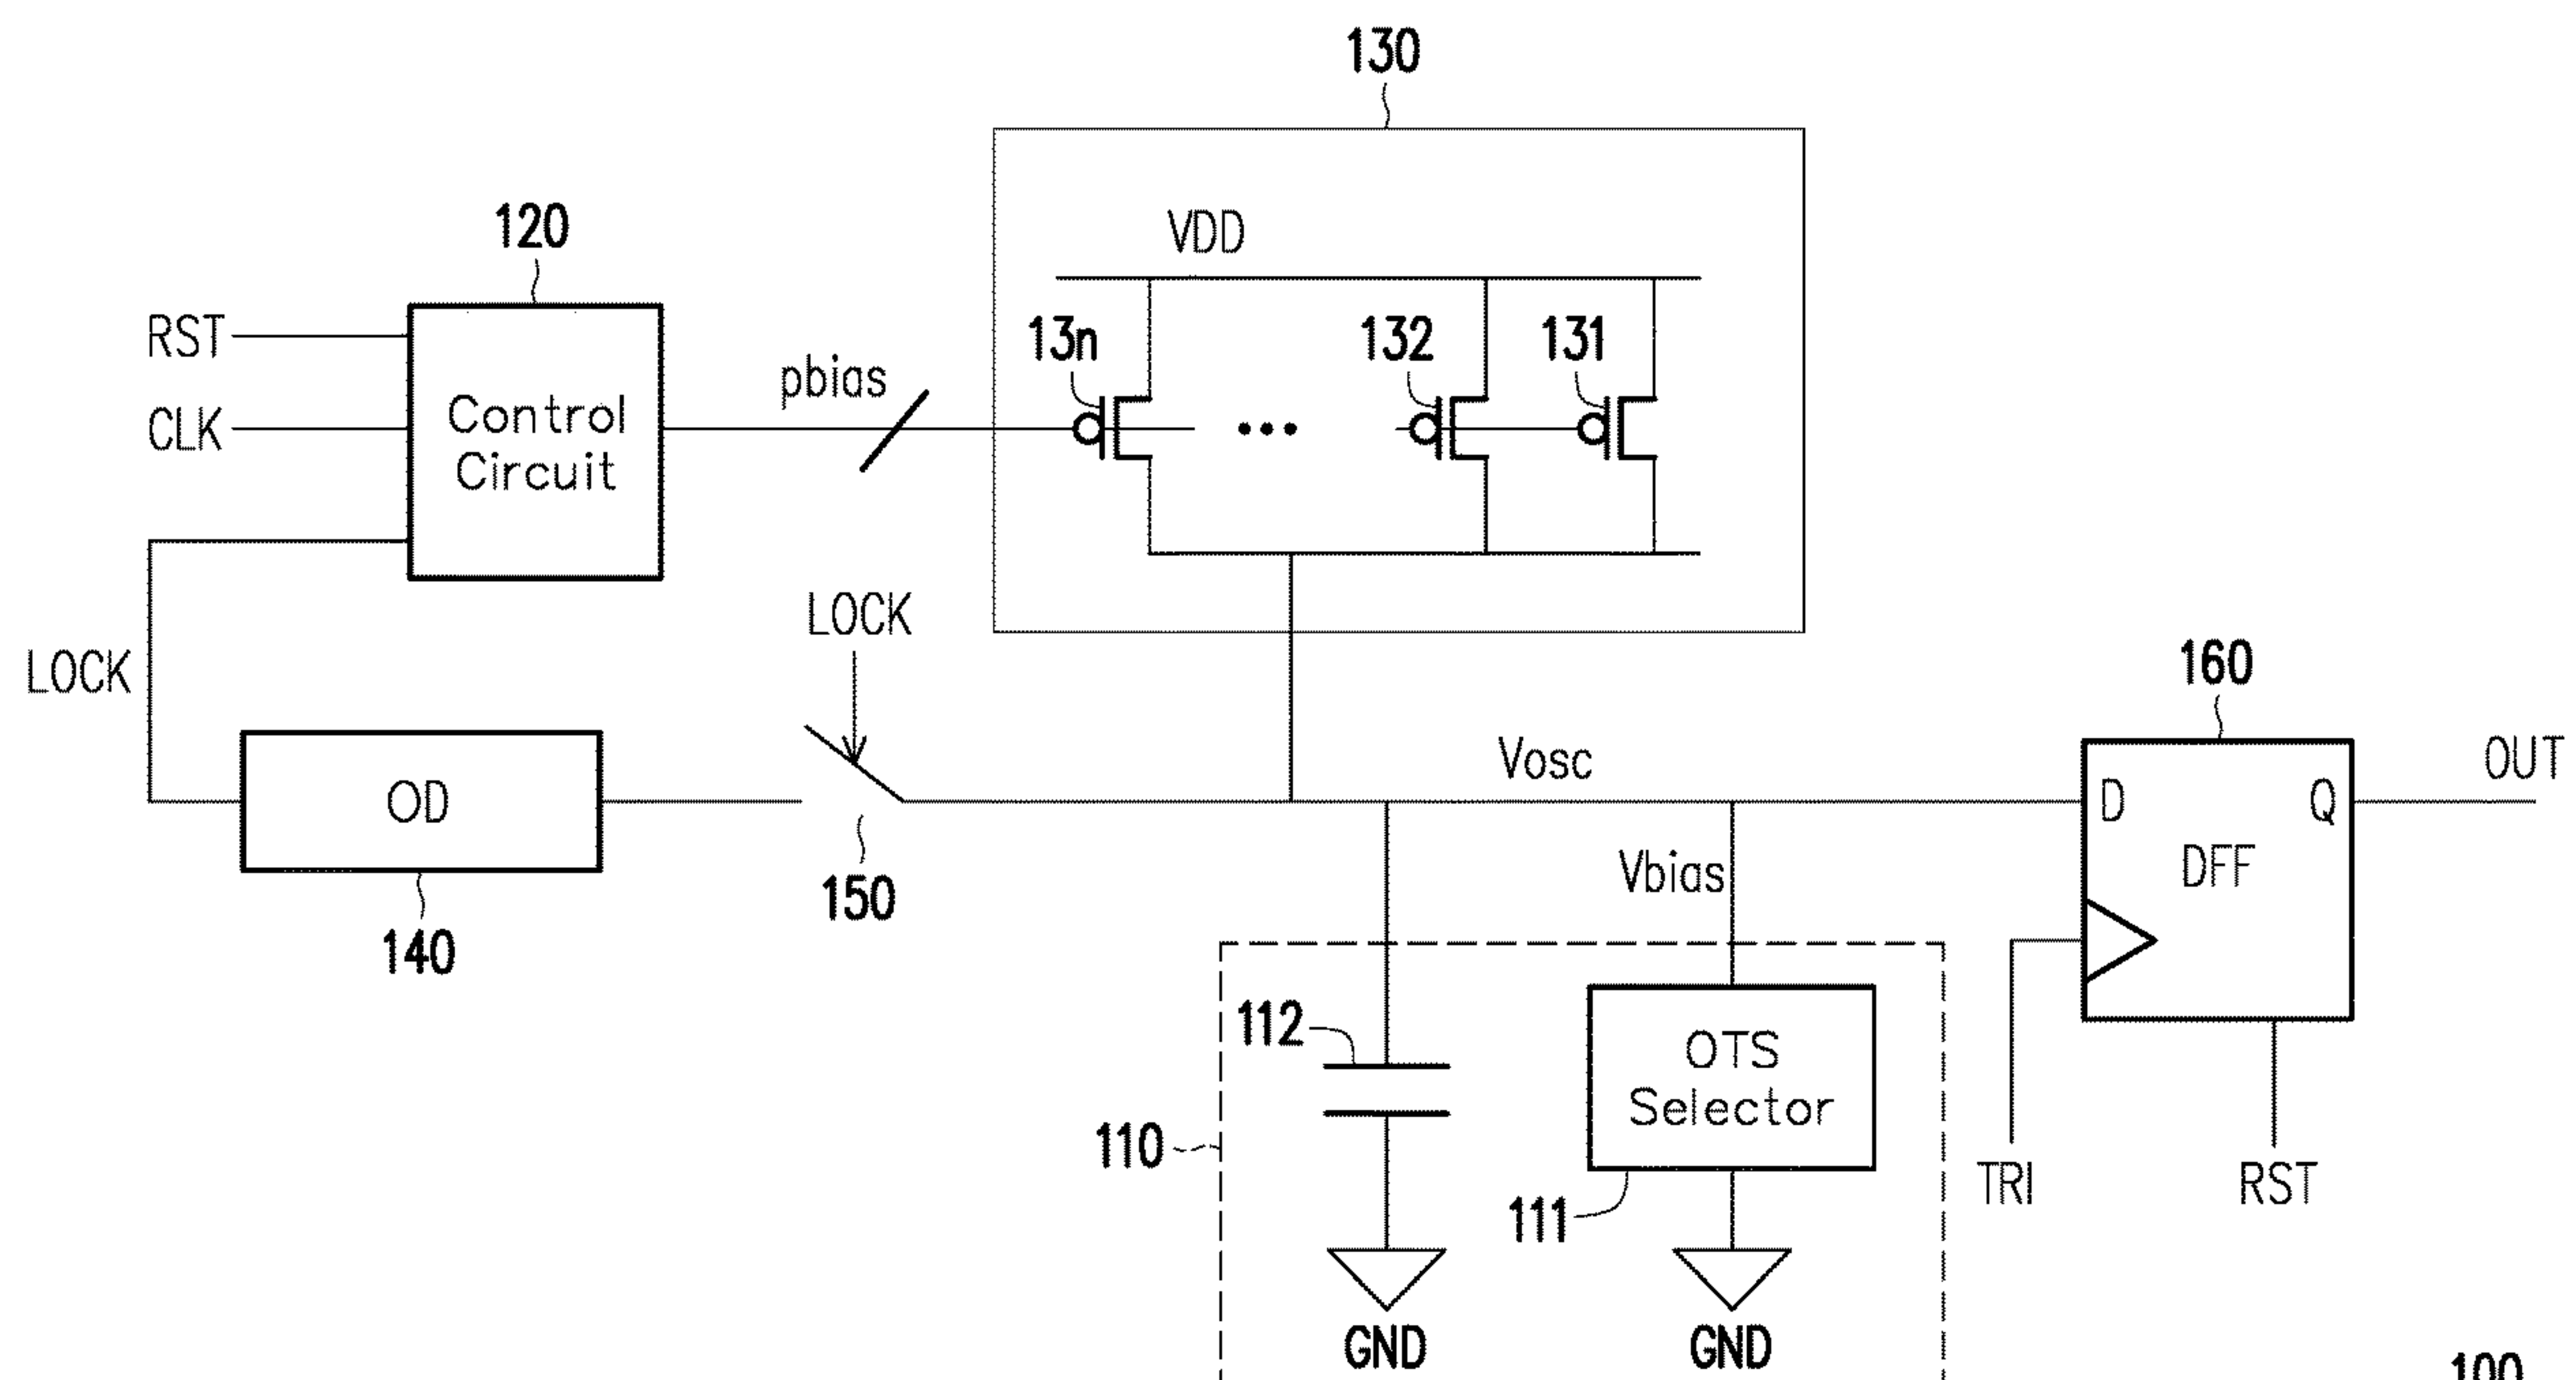 130
VDD
120
RST
CLK
Control
Circuit
pbias
13n
132
131
LOCK
LOCK
OD
140
150
Vosc
Vbias
160
D
Q
DFF
OUT
TRI
RST
112
110
OTS
Selector
111
GND
GND